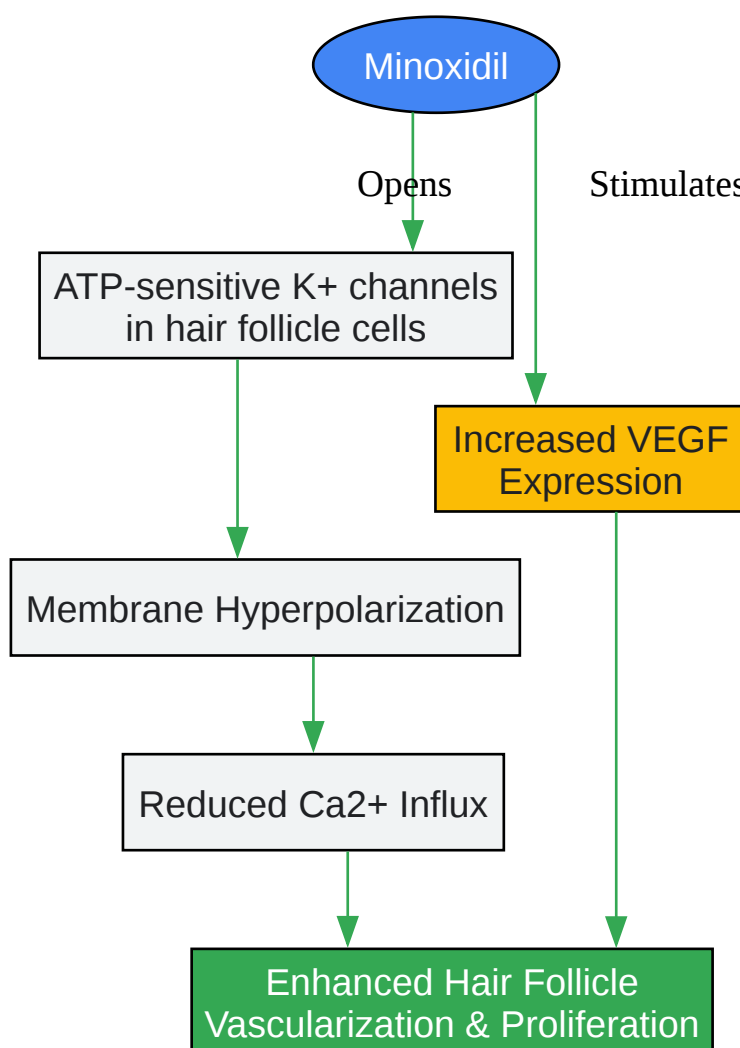 Minoxidil
Opens
Stimulates
ATP-sensitive K+ channels
in hair follicle cells
Increased VEGF
Expression
Membrane Hyperpolarization
Reduced Ca2+ Influx
Enhanced Hair Follicle
Vascularization & Proliferation